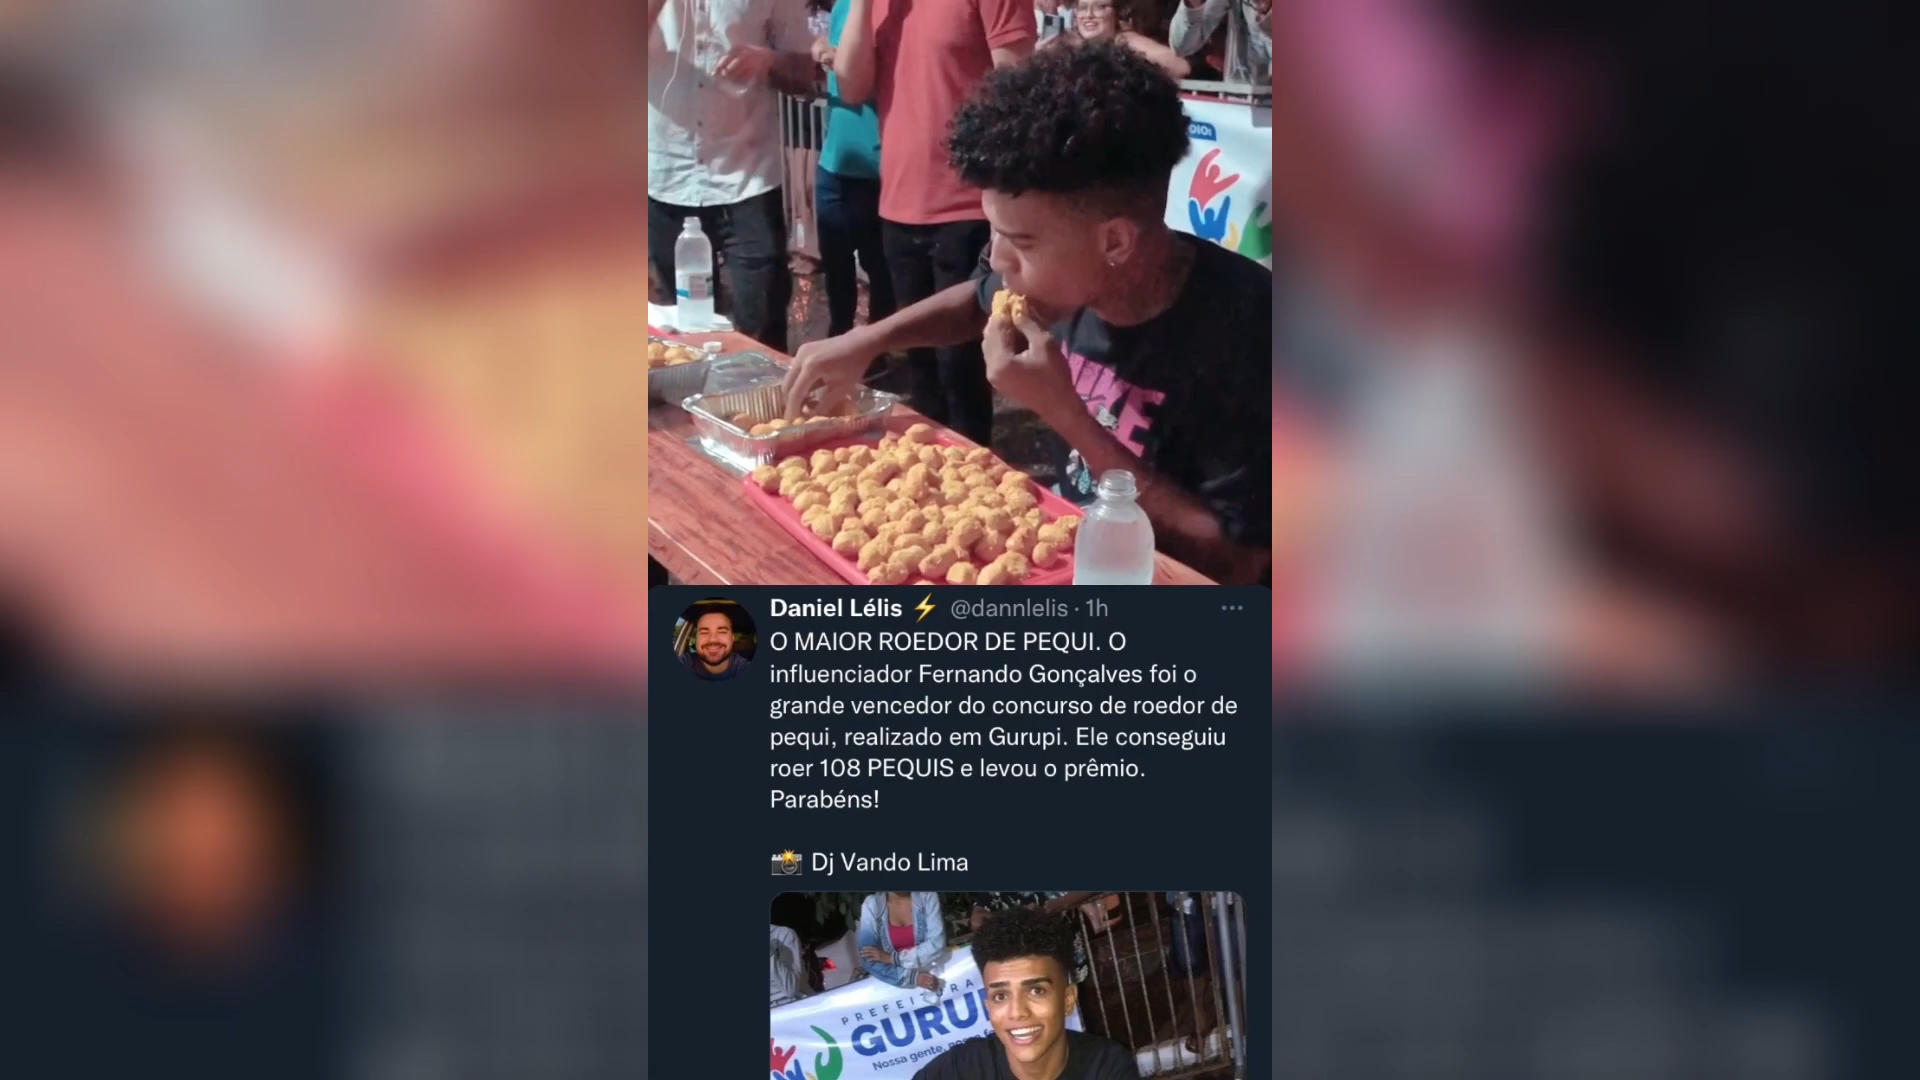 OIO:
NIKE
Daniel Lélis ⚡ @dannlelis · 1h
O MAIOR ROEDOR DE PEQUI. O
influenciador Fernando Gonçalves foi o
grande vencedor do concurso de roedor de
pequi, realizado em Gurupi. Ele conseguiu
roer 108 PEQUIS e levou o prêmio.
Parabéns!
📸 Dj Vando Lima
PREFEITURA
GURUPI
Nossa gente,